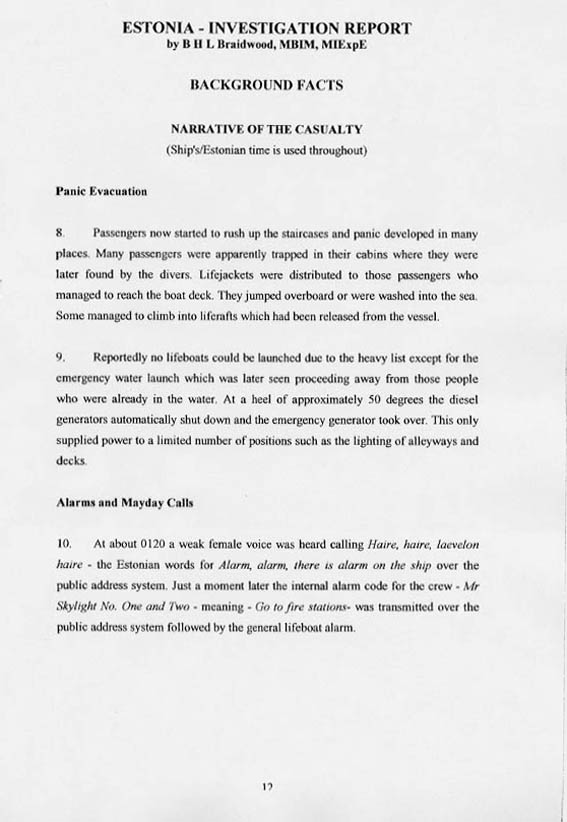 ESTONIA - INVESTIGATION REPORT
by B H L Braidwood, MBIM, MIExpE
BACKGROUND FACTS
NARRATIVE OF THE CASUALTY
(Ship's/Estonian time is used throughout)
Panic Evacuation
8. Passengers now started to rush up the staircases and panic developed in many
places. Many passengers were apparently trapped in their cabins where they were
later found by the divers. Lifejackets were distributed to those passengers who
managed to reach the boat deck. They jumped overboard or were washed into the sea.
Some managed to climb into liferafts which had been released from the vessel.
9. Reportedly no lifeboats could be launched due to the heavy list except for the
emergency water launch which was later seen proceeding away from those people
who were already in the water. At a heel of approximately 50 degrees the diesel
generators automatically shut down and the emergency generator took over. This only
supplied power to a limited number of positions such as the lighting of alleyways and
decks.
Alarms and Mayday Calls
10. At about 0120 a weak female voice was heard calling Haire, haire, laevelon
haire - the Estonian words for Alarm, alarm, there is alarm on the ship over the
public address system. Just a moment later the internal alarm code for the crew - Mr
Skylight No. One and Two - meaning - Go to fire stations- was transmitted over the
public address system followed by the general lifeboat alarm.
12